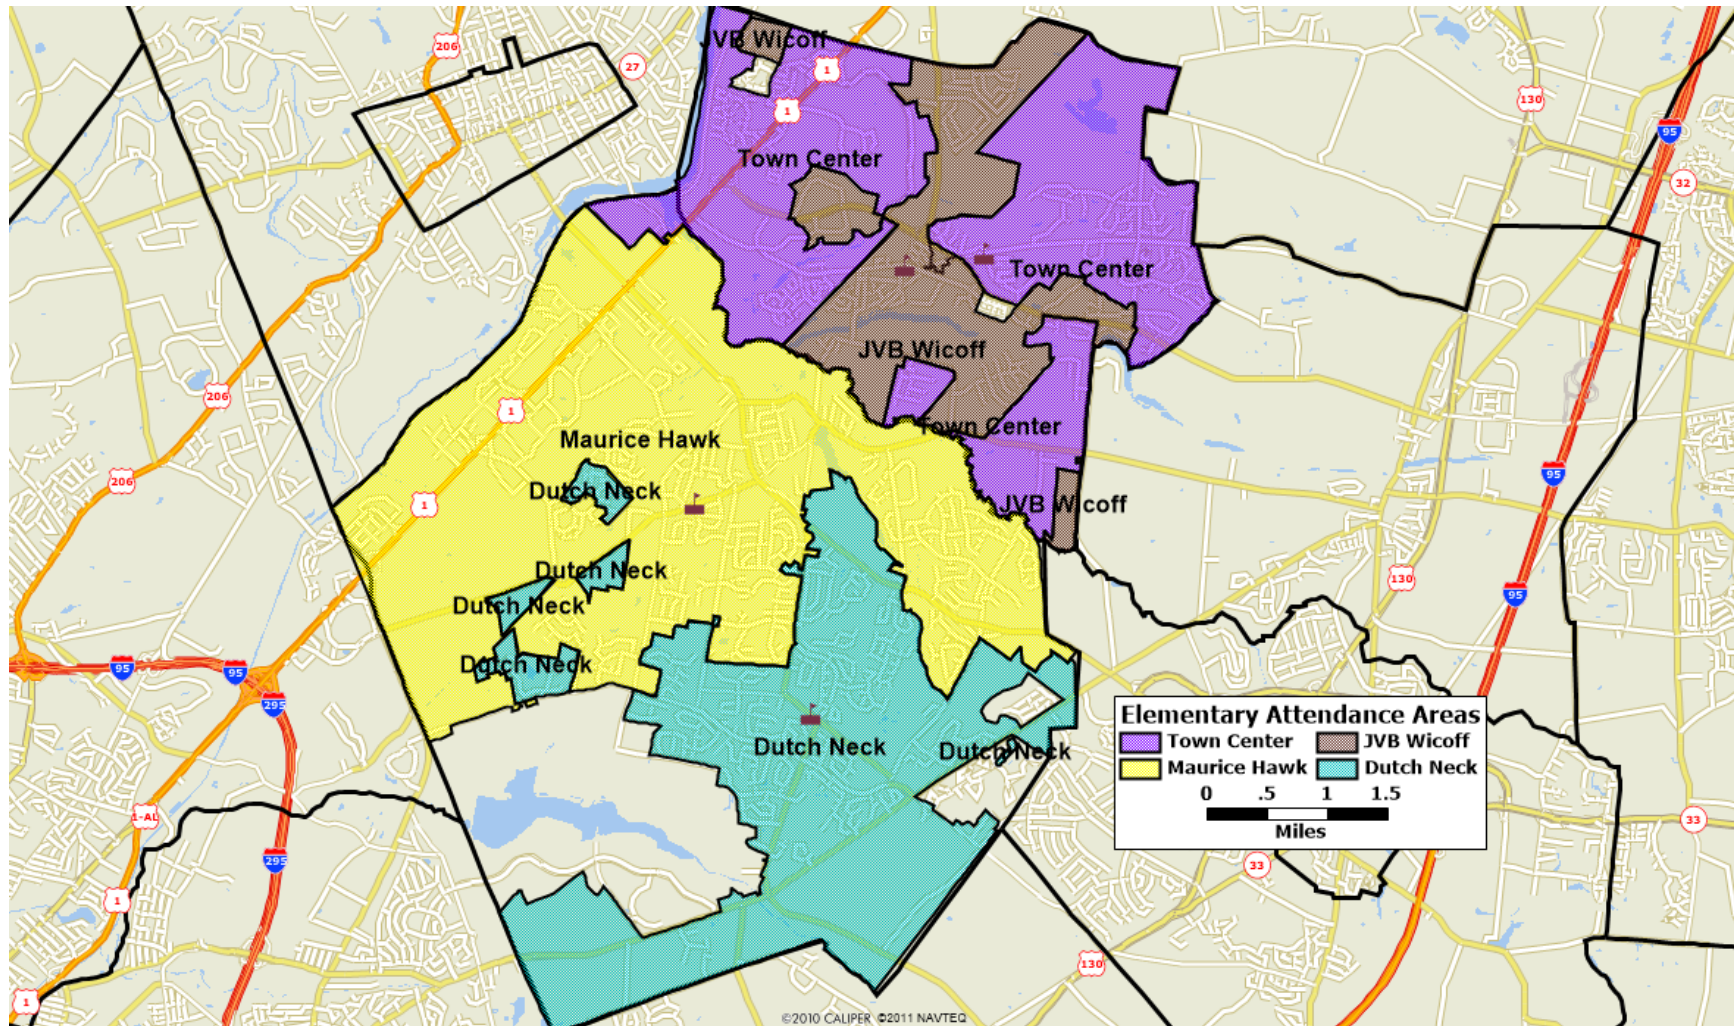 JVB Wicoff
206
27
1
1
130
95
Town Center
32
Town Center
JVB Wicoff
206
1
Town Center
Maurice Hawk
206
Dutch Neck
1
95
JVB Wicoff
Dutch Neck
130
95
Dutch Neck
Dutch Neck
95
95
295
Elementary Attendance Areas
Town Center
JVB Wicoff
Maurice Hawk
Dutch Neck
0 .5 1 1.5
Miles
Dutch Neck
Dutch Neck
1-AL
33
295
33
1
130
1
©2010 CALIPER ©2011 NAVTEQ